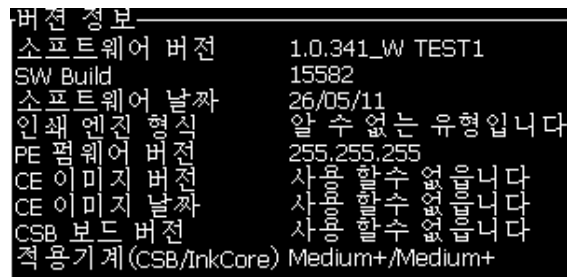 버전 정보
소프트웨어 버전 1.0.341_W TEST1
SW Build 15582
소프트웨어 날짜 26/05/11
인쇄 엔진 형식 알 수 없는 유형입니다
PE 펌웨어 버전 255.255.255
CE 이미지 버전 사용 할수 없읍니다
CE 이미지 날짜 사용 할수 없읍니다
CSB 보드 버전 사용 할수 없읍니다
적용기계(CSB/InkCore) Medium+/Medium+